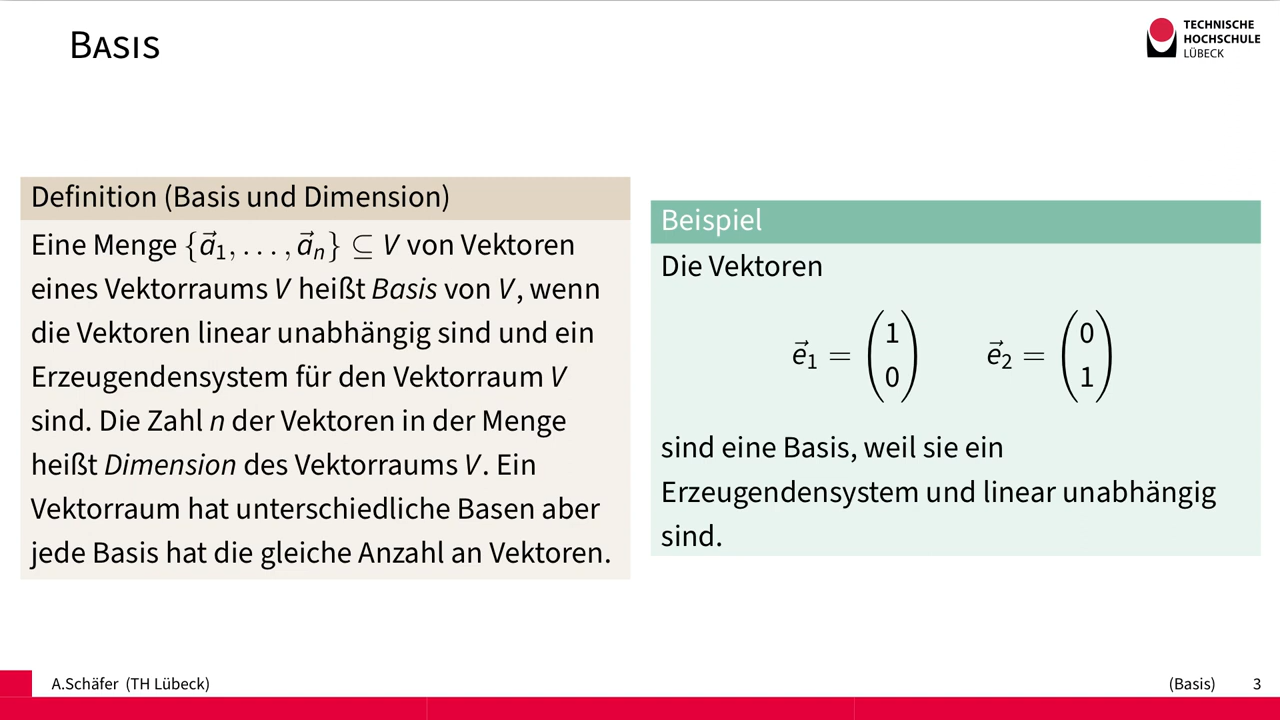 Basis
TECHNISCHE
HOCHSCHULE
LÜBECK
Definition (Basis und Dimension)
Eine Menge {a⃗₁, . . . , a⃗ₙ} ⊆ V von Vektoren
eines Vektorraums V heißt Basis von V, wenn
die Vektoren linear unabhängig sind und ein
Erzeugendensystem für den Vektorraum V
sind. Die Zahl n der Vektoren in der Menge
heißt Dimension des Vektorraums V. Ein
Vektorraum hat unterschiedliche Basen aber
jede Basis hat die gleiche Anzahl an Vektoren.
Beispiel
Die Vektoren
e⃗₁ = (1 0) e⃗₂ = (0 1)
sind eine Basis, weil sie ein
Erzeugendensystem und linear unabhängig
sind.
A.Schäfer (TH Lübeck) (Basis) 3